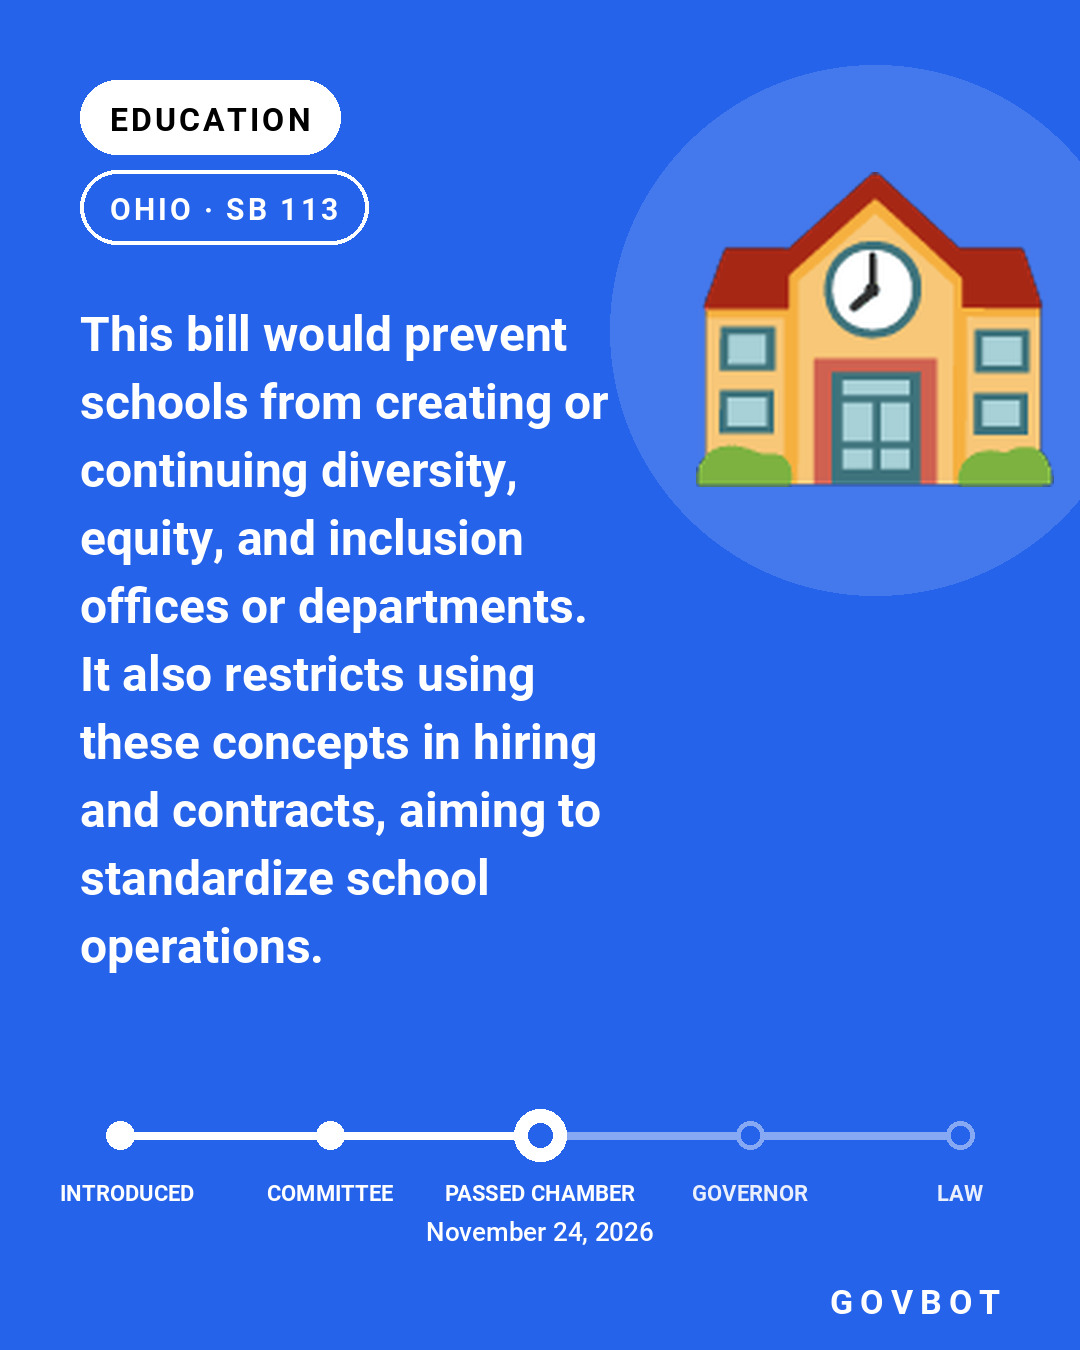 EDUCATION
OHIO · SB 113
This bill would prevent
schools from creating or
continuing diversity,
equity, and inclusion
offices or departments.
It also restricts using
these concepts in hiring
and contracts, aiming to
standardize school
operations.
INTRODUCED COMMITTEE PASSED CHAMBER GOVERNOR LAW
November 24, 2026
GOVBOT